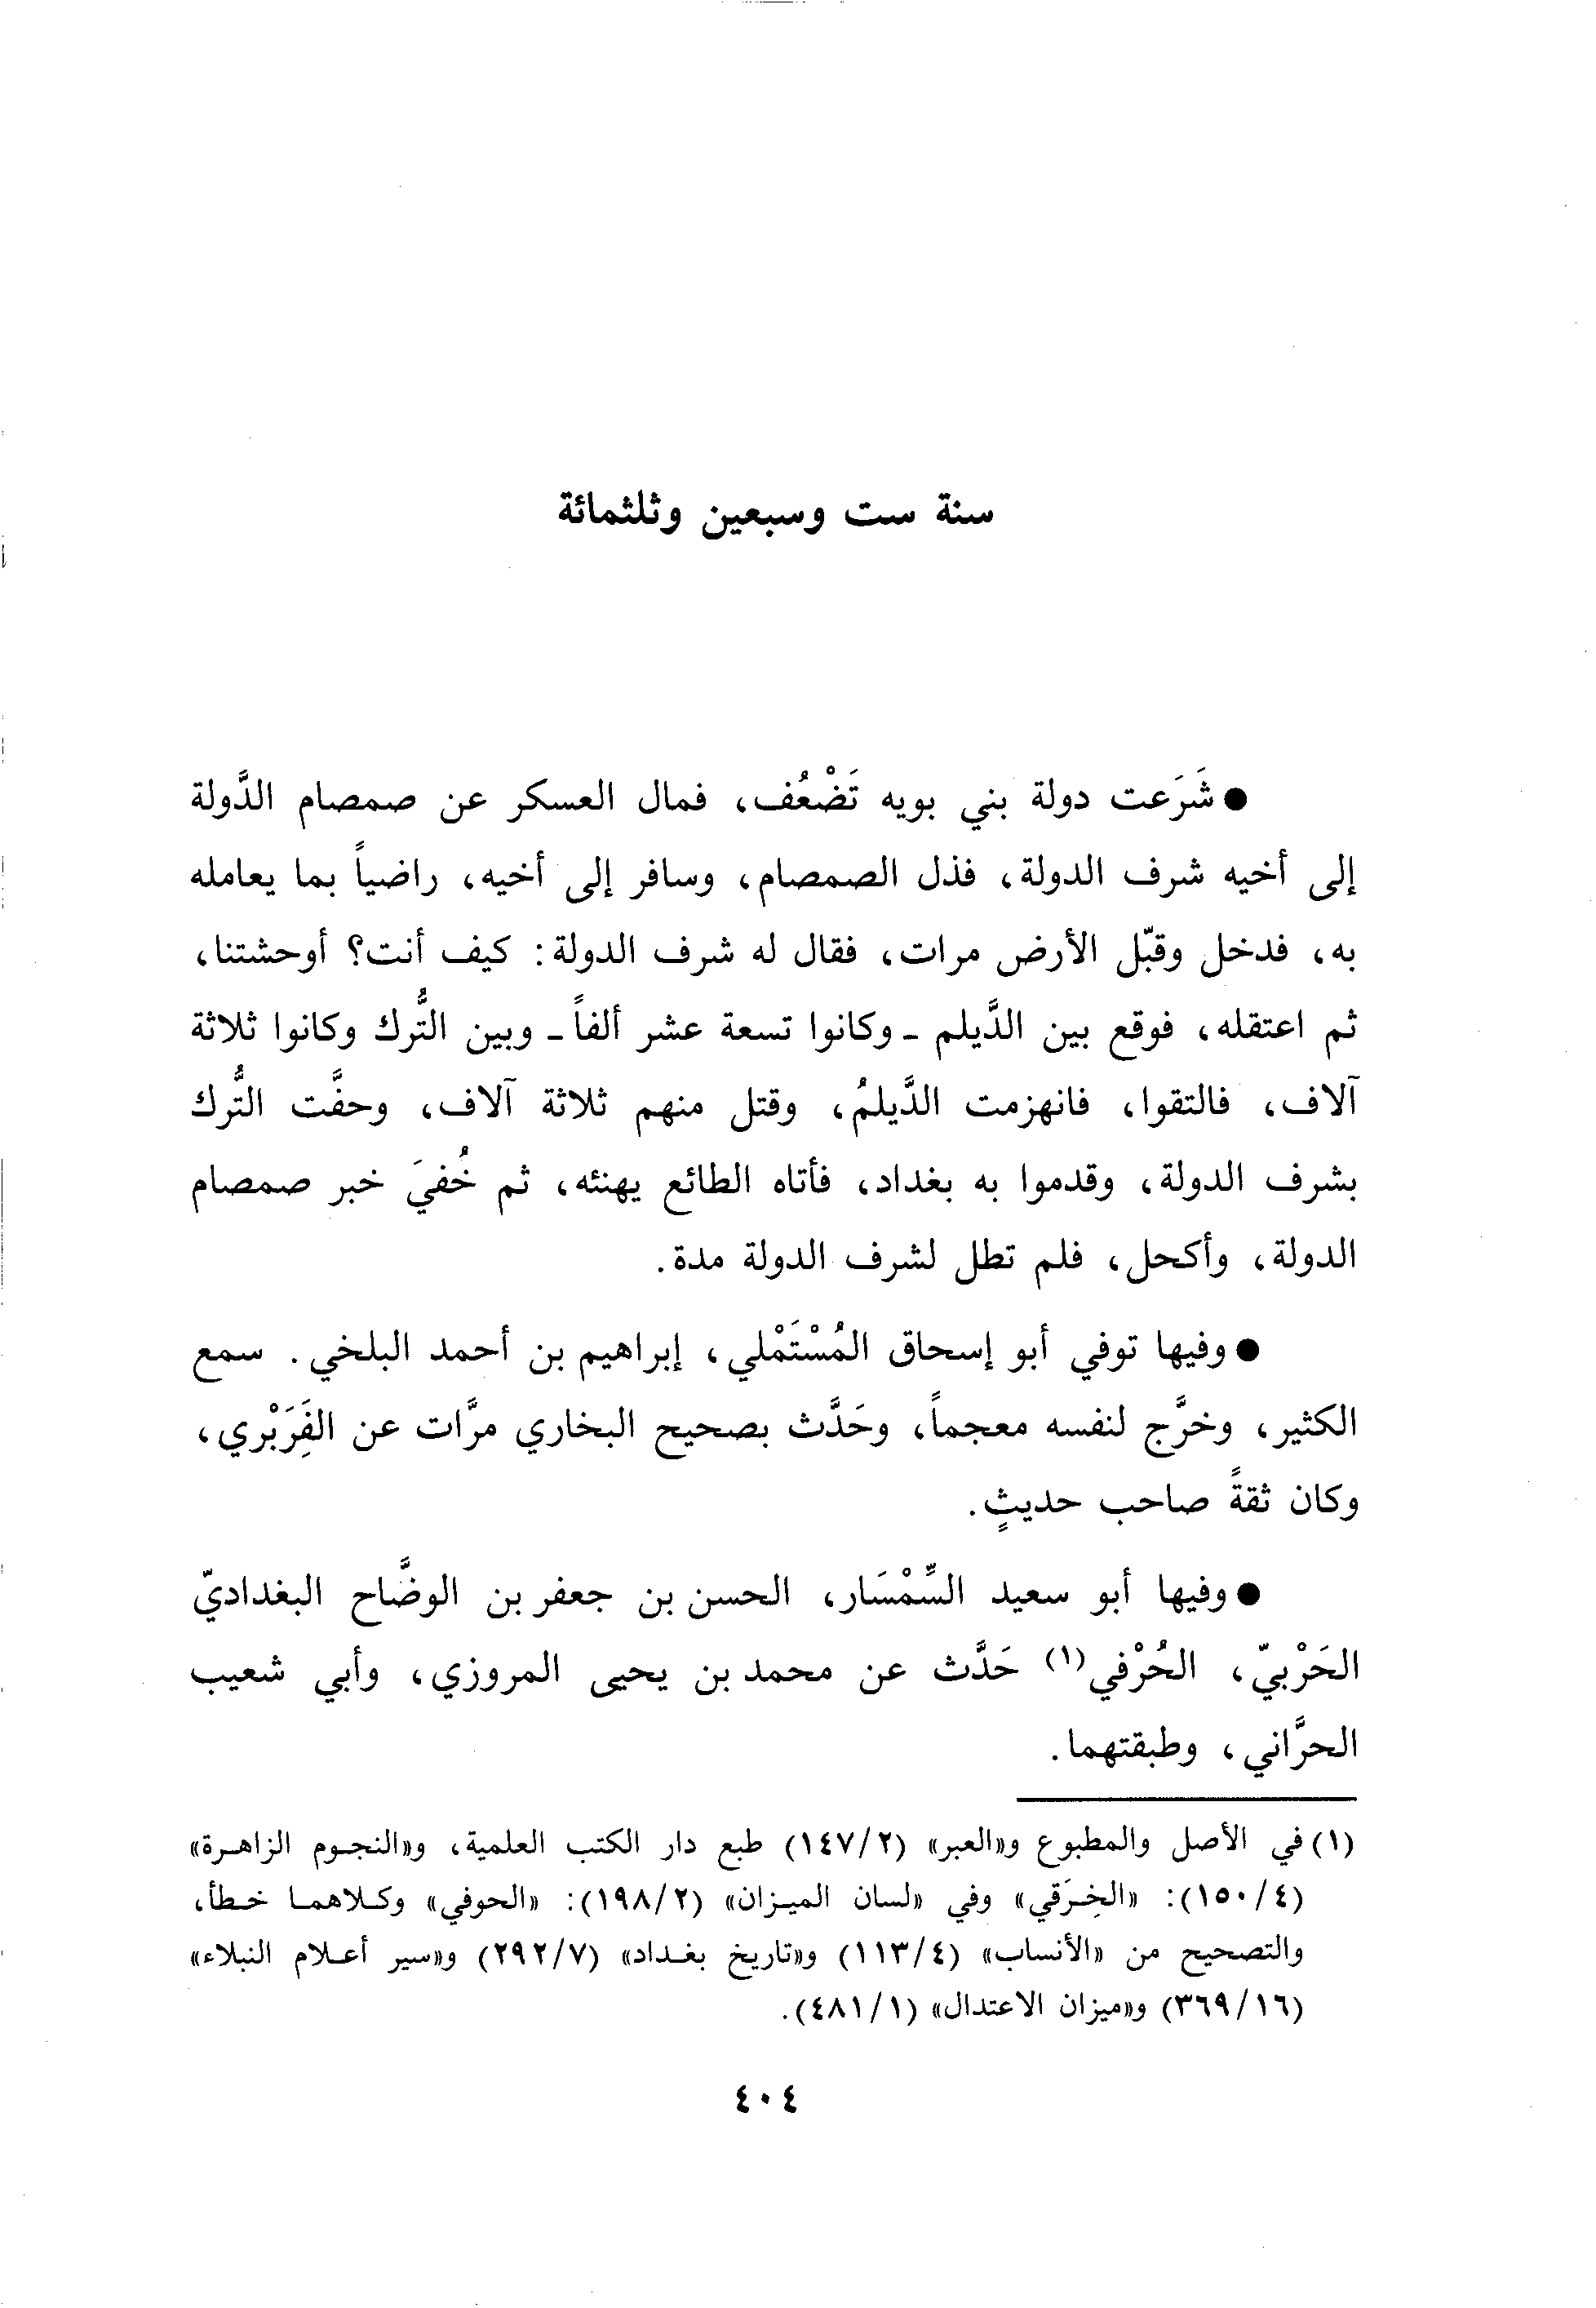 سنة ست وسبعين وثلثمائة
● شَرَعت دولة بني بويه تَضْعُف، فمال العسكر عن صمصام الدَّولة
إلى أخيه شرف الدولة، فذل الصمصام، وسافر إلى أخيه، راضياً بما يعامله
به، فدخل وقبّل الأرض مرات، فقال له شرف الدولة: كيف أنت؟ أوحشتنا،
ثم اعتقله، فوقع بين الدَّيلم - وكانوا تسعة عشر ألفاً - وبين التُّرك وكانوا ثلاثة
آلاف، فالتقوا، فانهزمت الدَّيلمُ، وقتل منهم ثلاثة آلاف، وحفَّت التُّرك
بشرف الدولة، وقدموا به بغداد، فأتاه الطائع يهنئه، ثم خُفيَ خبر صمصام
الدولة، وأكحل، فلم تطل لشرف الدولة مدة.
● وفيها توفي أبو إسحاق المُسْتَمْلي، إبراهيم بن أحمد البلخي. سمع
الكثير، وخرَّج لنفسه معجماً، وحَدَّث بصحيح البخاري مرَّات عن الفَِرَبْري،
وكان ثقةً صاحب حديثٍ.
● وفيها أبو سعيد السِّمْسَار، الحسن بن جعفر بن الوضَّاح البغداديّ
الحَرْبيّ، الحُرْفي(١) حَدَّث عن محمد بن يحيى المروزي، وأبي شعيب
الحرَّاني، وطبقتهما.
(١) في الأصل والمطبوع و«العبر» (١٤٧/٢) طبع دار الكتب العلمية، و«النجوم الزاهرة»
(١٥٠/٤): «الخِرَقي» وفي «لسان الميزان» (١٩٨/٢): «الحوفي» وكلاهما خطأ،
والتصحيح من «الأنساب» (١١٣/٤) و«تاريخ بغداد» (٢٩٢/٧) و«سير أعلام النبلاء»
(٣٦٩/١٦) و«ميزان الاعتدال» (٤٨١/١).
٤٠٤